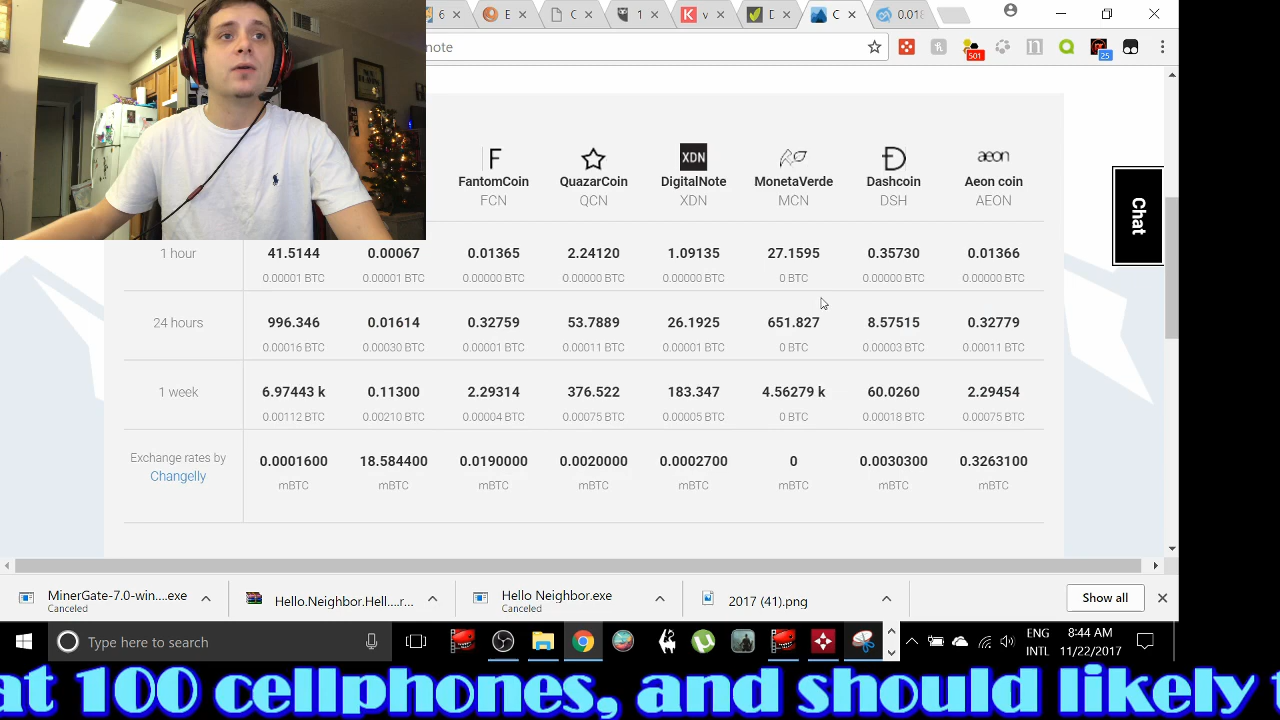 6
E
C
1
v
D
C
0.018
note
501
25
F
XDN
aeon
FantomCoin QuazarCoin DigitalNote MonetaVerde Dashcoin Aeon coin
FCN QCN XDN MCN DSH AEON
1 hour 41.5144 0.00067 0.01365 2.24120 1.09135 27.1595 0.35730 0.01366
0.00001 BTC 0.00001 BTC 0.00000 BTC 0.00000 BTC 0.00000 BTC 0 BTC 0.00000 BTC 0.00000 BTC
24 hours 996.346 0.01614 0.32759 53.7889 26.1925 651.827 8.57515 0.32779
0.00016 BTC 0.00030 BTC 0.00001 BTC 0.00011 BTC 0.00001 BTC 0 BTC 0.00003 BTC 0.00011 BTC
1 week 6.97443 k 0.11300 2.29314 376.522 183.347 4.56279 k 60.0260 2.29454
0.00112 BTC 0.00210 BTC 0.00004 BTC 0.00075 BTC 0.00005 BTC 0 BTC 0.00018 BTC 0.00075 BTC
Exchange rates by
Changelly
0.0001600 18.584400 0.0190000 0.0020000 0.0002700 0 0.0030300 0.3263100
mBTC mBTC mBTC mBTC mBTC mBTC mBTC mBTC
Chat
MinerGate-7.0-win....exe
Canceled
Hello.Neighbor.Hell....r...
Hello Neighbor.exe
Canceled
2017 (41).png
Show all
Type here to search
ENG
INTL
8:44 AM
11/22/2017
at 100 cellphones, and should likely t